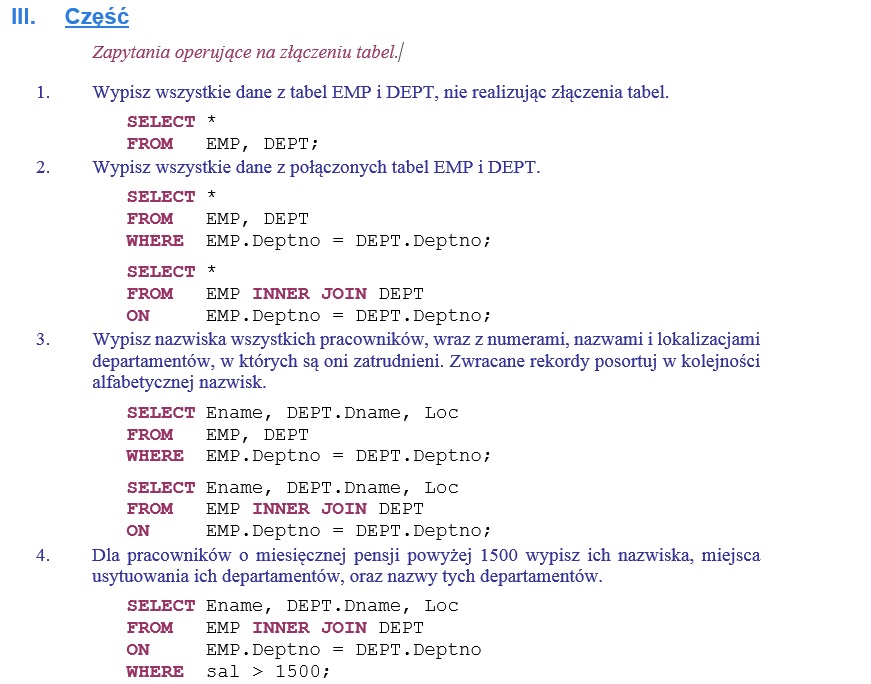 III. Część
Zapytania operujące na złączeniu tabel.
1. Wypisz wszystkie dane z tabel EMP i DEPT, nie realizując złączenia tabel.
SELECT *
FROM EMP, DEPT;
2. Wypisz wszystkie dane z połączonych tabel EMP i DEPT.
SELECT *
FROM EMP, DEPT
WHERE EMP.Deptno = DEPT.Deptno;
SELECT *
FROM EMP INNER JOIN DEPT
ON EMP.Deptno = DEPT.Deptno;
3. Wypisz nazwiska wszystkich pracowników, wraz z numerami, nazwami i lokalizacjami
departamentów, w których są oni zatrudnieni. Zwracane rekordy posortuj w kolejności
alfabetycznej nazwisk.
SELECT Ename, DEPT.Dname, Loc
FROM EMP, DEPT
WHERE EMP.Deptno = DEPT.Deptno;
SELECT Ename, DEPT.Dname, Loc
FROM EMP INNER JOIN DEPT
ON EMP.Deptno = DEPT.Deptno;
4. Dla pracowników o miesięcznej pensji powyżej 1500 wypisz ich nazwiska, miejsca
usytuowania ich departamentów, oraz nazwy tych departamentów.
SELECT Ename, DEPT.Dname, Loc
FROM EMP INNER JOIN DEPT
ON EMP.Deptno = DEPT.Deptno
WHERE sal > 1500;